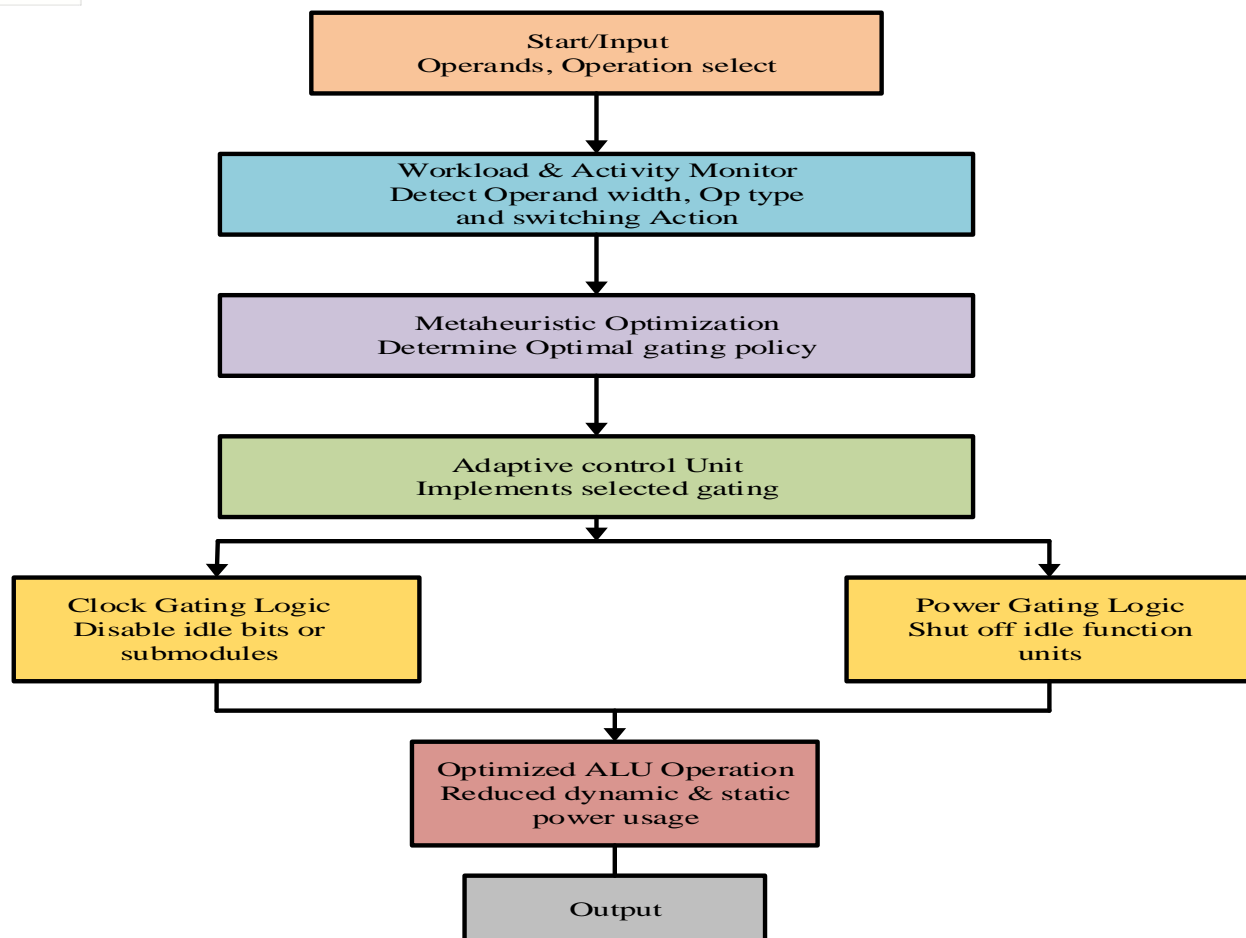 Start/Input
Operands, Operation select
Workload & Activity Monitor
Detect Operand width, Op type
and switching Action
Metaheuristic Optimization
Determine Optimal gating policy
Adaptive control Unit
Implements selected gating
Clock Gating Logic
Disable idle bits or
submodules
Power Gating Logic
Shut off idle function
units
Optimized ALU Operation
Reduced dynamic & static
power usage
Output